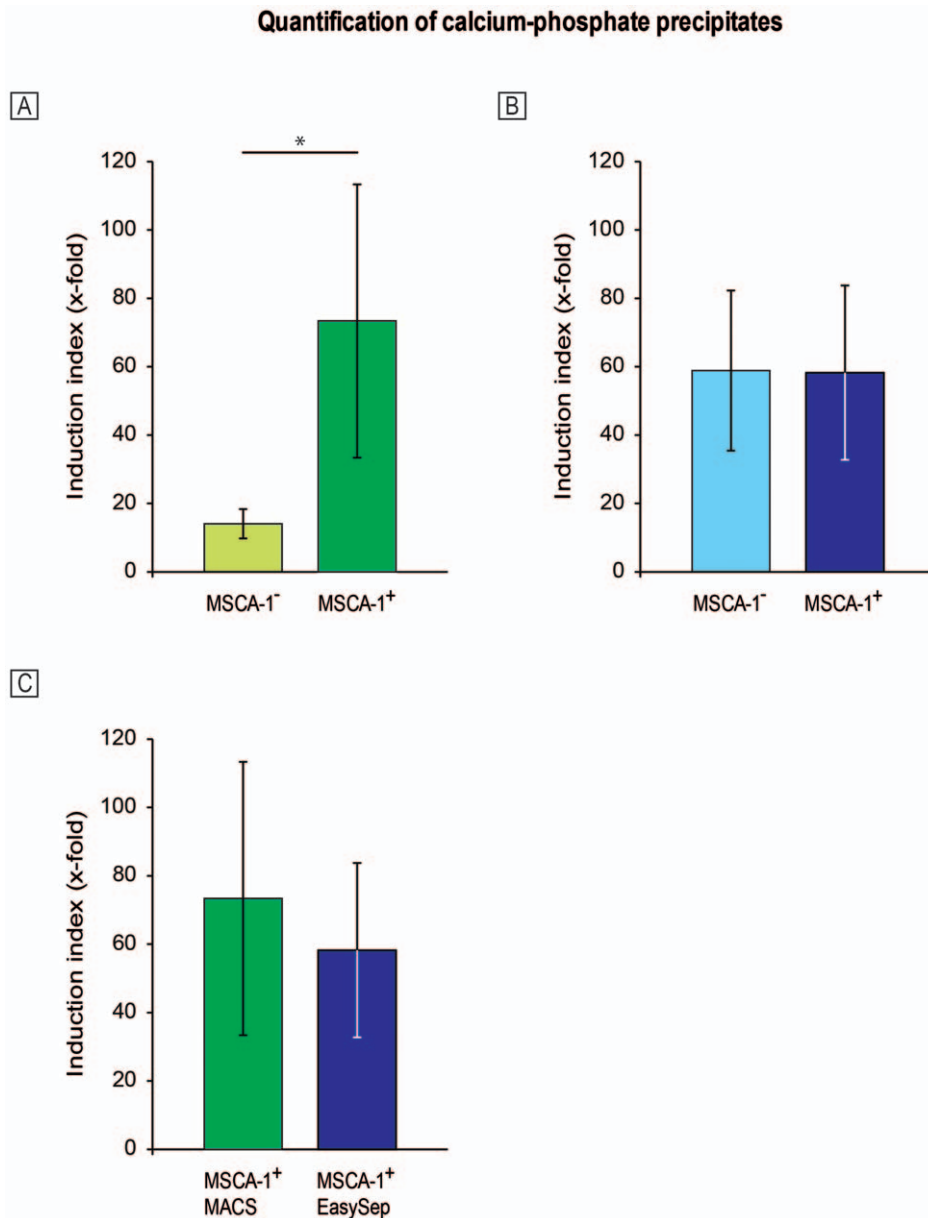 Quantification of calcium-phosphate precipitates
A
*
120
100
80
60
40
20
0
Induction index (x-fold)
MSCA-1⁻ MSCA-1⁺
B
120
100
80
60
40
20
0
Induction index (x-fold)
MSCA-1⁻ MSCA-1⁺
C
120
100
80
60
40
20
0
Induction index (x-fold)
MSCA-1⁺ MSCA-1⁺
MACS EasySep